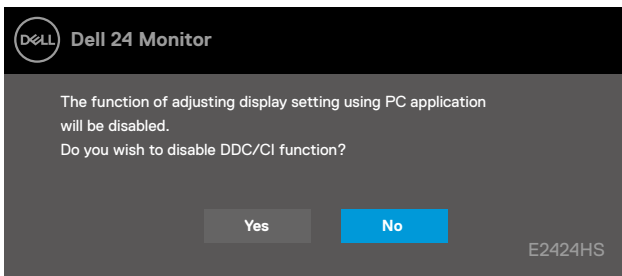 DELL Dell 24 Monitor
The function of adjusting display setting using PC application
will be disabled.
Do you wish to disable DDC/CI function?
Yes No
E2424HS